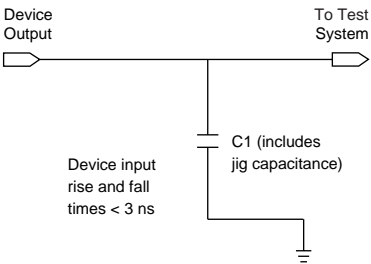 Device
Output
To Test
System
C1 (includes
jig capacitance)
Device input
rise and fall
times < 3 ns